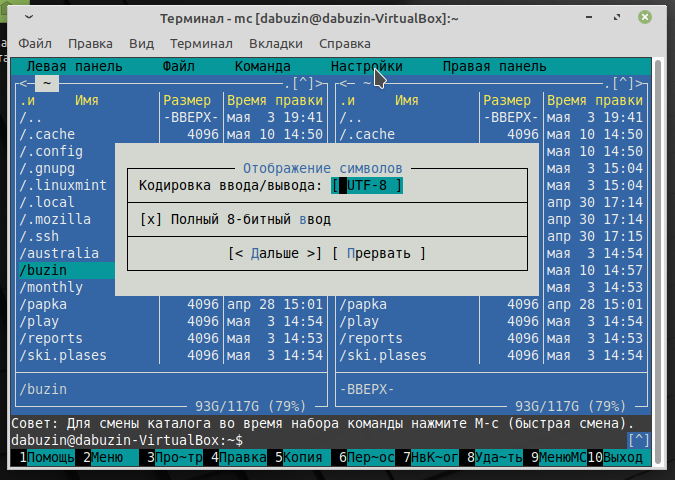 Терминал - mc [dabuzin@dabuzin-VirtualBox]:~
Файл Правка Вид Терминал Вкладки Справка
Левая панель Файл Команда Настройки Правая панель
<─ ~ .[^]> <─ ~ .[^]>
.и Имя Размер Время правки .и Имя Размер Время правки
/.. -ВВЕРХ- мая 3 19:41 /.. -ВВЕРХ- мая 3 19:41
/.cache 4096 мая 10 14:50 /.cache 4096 мая 10 14:50
/.config мая 10 14:50
/.gnupg мая 3 15:04
/.linuxmint мая 3 15:04
/.local апр 30 17:14
/.mozilla апр 30 17:14
/.ssh апр 30 17:15
/australia мая 3 14:54
/buzin мая 10 14:57
/monthly мая 3 14:53
Отображение символов
Кодировка ввода/вывода: [ UTF-8 ]
[x] Полный 8-битный ввод
[< Дальше >] [ Прервать ]
/papka 4096 апр 28 15:01 /papka 4096 апр 28 15:01
/play 4096 мая 3 14:54 /play 4096 мая 3 14:54
/reports 4096 мая 3 14:53 /reports 4096 мая 3 14:53
/ski.plases 4096 мая 3 14:54 /ski.plases 4096 мая 3 14:54
/buzin -ВВЕРХ-
93G/117G (79%) 93G/117G (79%)
Совет: Для смены каталога во время набора команды нажмите M-c (быстрая смена).
dabuzin@dabuzin-VirtualBox:~$ [^]
1Помощь 2Меню 3Про~тр 4Правка 5Копия 6Пер~ос 7НвК~ог 8Уда~ть 9МенюMC 10Выход